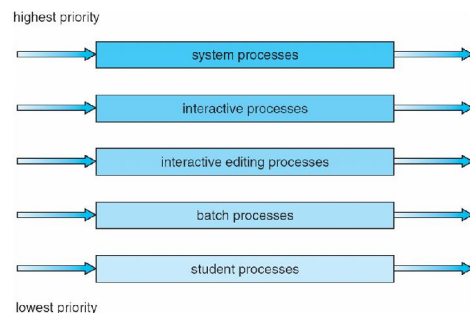 highest priority
system processes
interactive processes
interactive editing processes
batch processes
student processes
lowest priority